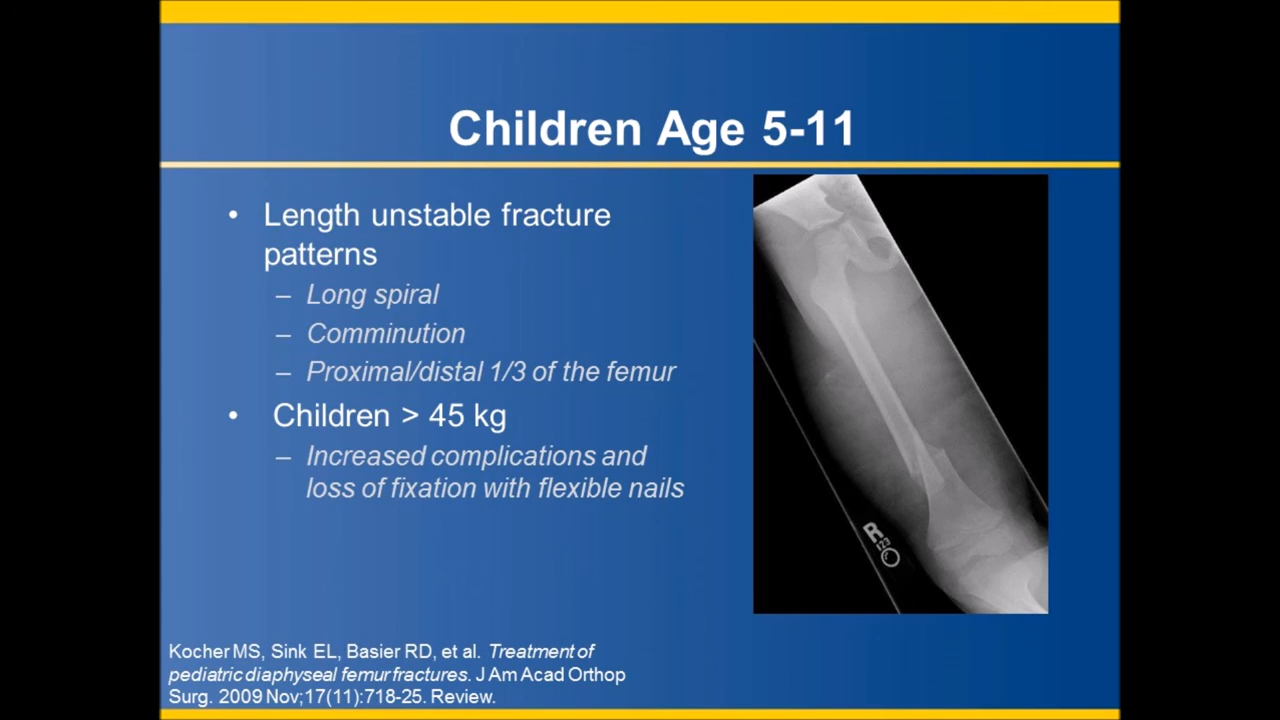 Children Age 5-11
• Length unstable fracture
patterns
– Long spiral
– Comminution
– Proximal/distal 1/3 of the femur
• Children > 45 kg
– Increased complications and
loss of fixation with flexible nails
R
Kocher MS, Sink EL, Basier RD, et al. Treatment of
pediatric diaphyseal femur fractures. J Am Acad Orthop
Surg. 2009 Nov;17(11):718-25. Review.